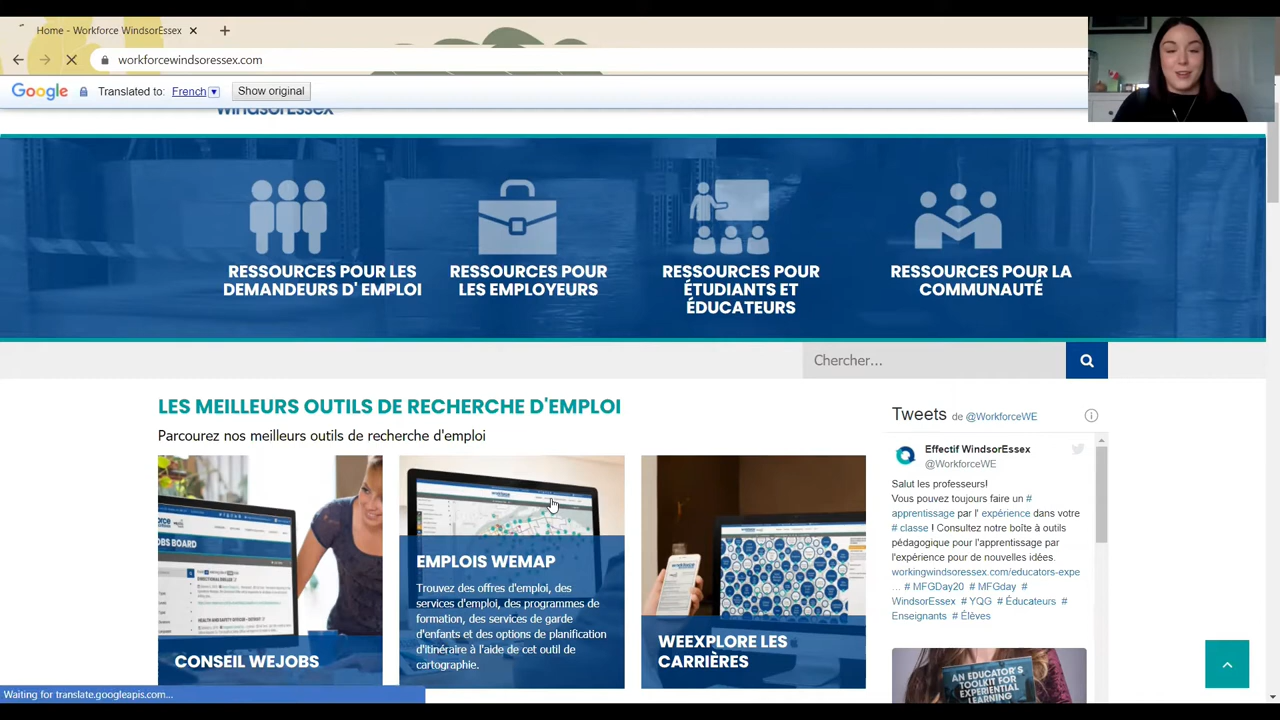 Home - Workforce WindsorEssex
workforcewindsoressex.com
Google
Translated to: French
Show original
WindsorEssex
RESSOURCES POUR LES
DEMANDEURS D' EMPLOI
RESSOURCES POUR
LES EMPLOYEURS
RESSOURCES POUR
ÉTUDIANTS ET
ÉDUCATEURS
RESSOURCES POUR LA
COMMUNAUTÉ
Chercher...
LES MEILLEURS OUTILS DE RECHERCHE D'EMPLOI
Parcourez nos meilleurs outils de recherche d'emploi
JOBS BOARD
CONSEIL WEJOBS
EMPLOIS WEMAP
Trouvez des offres d'emploi, des
services d'emploi, des programmes de
formation, des services de garde
d'enfants et des options de planification
d'itinéraire à l'aide de cet outil de
cartographie.
WEEXPLORE LES
CARRIÈRES
Tweets de @WorkforceWE
Effectif WindsorEssex
@WorkforceWE
Salut les professeurs!
Vous pouvez toujours faire un #
apprentissage par l' expérience dans votre
# classe ! Consultez notre boîte à outils
pédagogique pour l'apprentissage par
l'expérience pour de nouvelles idées.
workingwindsoressex.com/educators-expe
... # MFGDay20 # MFGday #
WindsorEssex # YQG # Éducateurs #
Enseignants # Élèves
AN EDUCATOR'S
TOOLKIT FOR
EXPERIENTIAL
LEARNING
Waiting for translate.googleapis.com...